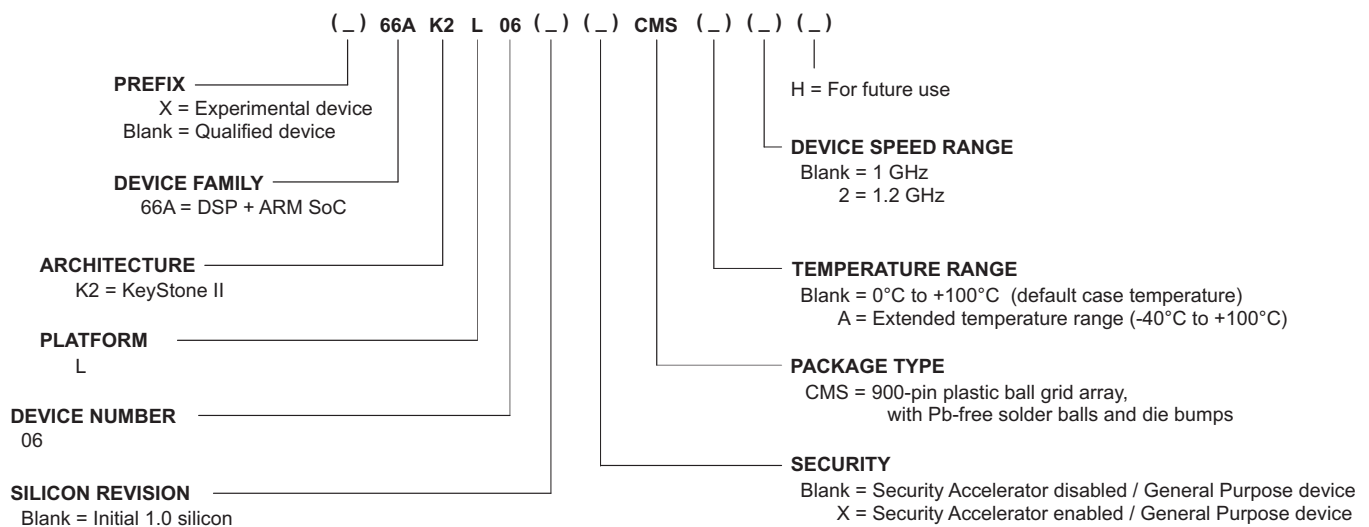 ( _ ) 66A K2 L 06 ( _ ) ( _ ) CMS ( _ ) ( _ ) ( _ )
PREFIX
X = Experimental device
Blank = Qualified device
DEVICE FAMILY
66A = DSP + ARM SoC
ARCHITECTURE
K2 = KeyStone II
PLATFORM
L
DEVICE NUMBER
06
SILICON REVISION
Blank = Initial 1.0 silicon
H = For future use
DEVICE SPEED RANGE
Blank = 1 GHz
2 = 1.2 GHz
TEMPERATURE RANGE
Blank = 0°C to +100°C (default case temperature)
A = Extended temperature range (-40°C to +100°C)
PACKAGE TYPE
CMS = 900-pin plastic ball grid array,
with Pb-free solder balls and die bumps
SECURITY
Blank = Security Accelerator disabled / General Purpose device
X = Security Accelerator enabled / General Purpose device